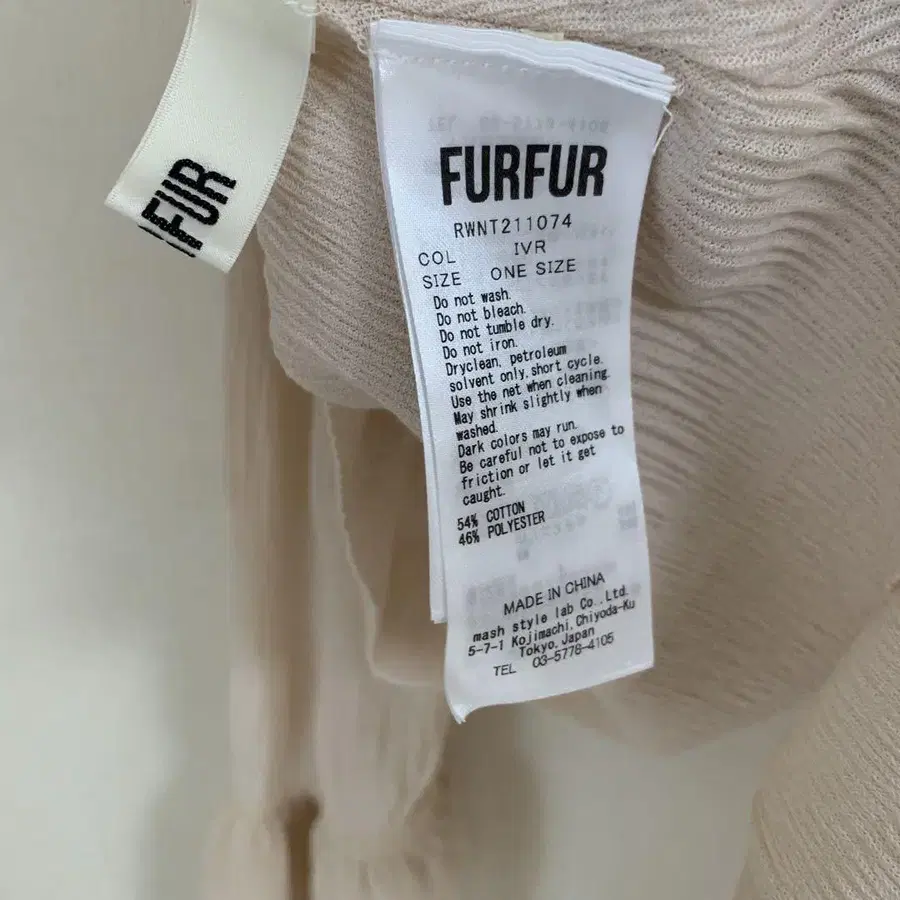 FUR
FURFUR
RWNT211074
COL IVR
SIZE ONE SIZE
Do not wash.
Do not bleach.
Do not tumble dry.
Do not iron.
Dryclean, petroleum
solvent only, short cycle.
Use the net when cleaning.
May shrink slightly when
washed.
Dark colors may run.
Be careful not to expose to
friction or let it get
caught.
54% COTTON
46% POLYESTER
MADE IN CHINA
mash style lab Co., Ltd.
5-7-1 Kojimachi, Chiyoda-Ku
Tokyo, Japan
TEL 03-5778-4105